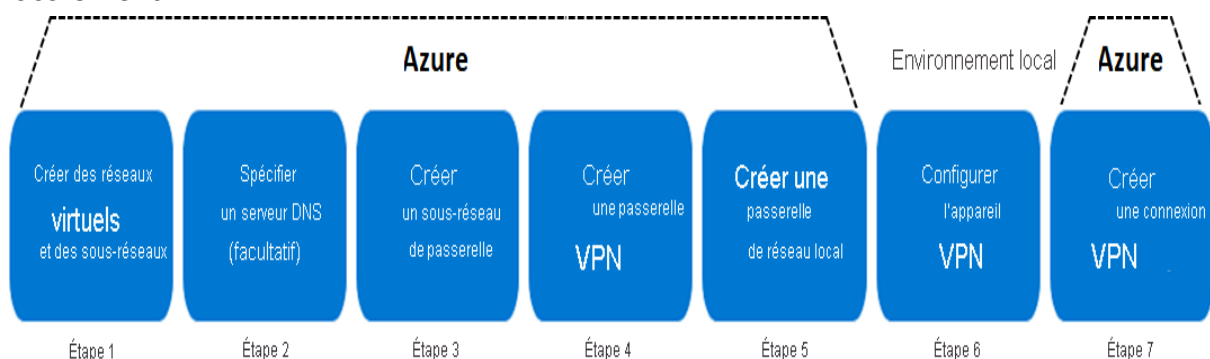 Azure
Environnement local
Azure
Créer des réseaux
virtuels
et des sous-réseaux
Spécifier
un serveur DNS
(facultatif)
Créer
un sous-réseau
de passerelle
Créer
une passerelle
VPN
Créer une
passerelle
de réseau local
Configurer
l'appareil
VPN
Créer
une connexion
VPN
Étape 1
Étape 2
Étape 3
Étape 4
Étape 5
Étape 6
Étape 7